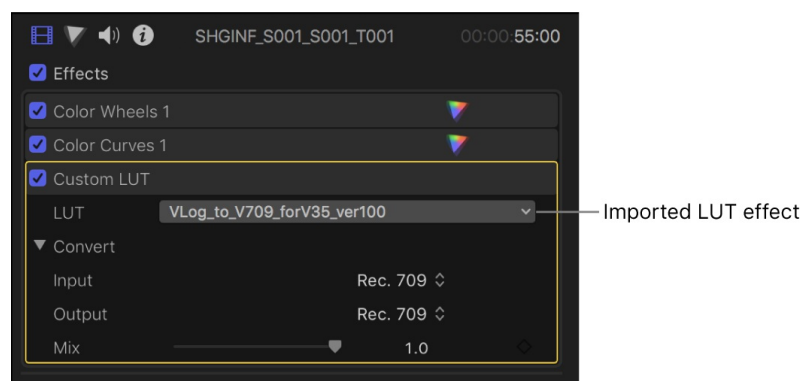 SHGINF_S001_S001_T001 00:00:55:00
Effects
Color Wheels 1
Color Curves 1
Custom LUT
LUT VLog_to_V709_forV35_ver100 Imported LUT effect
Convert
Input Rec. 709
Output Rec. 709
Mix 1.0